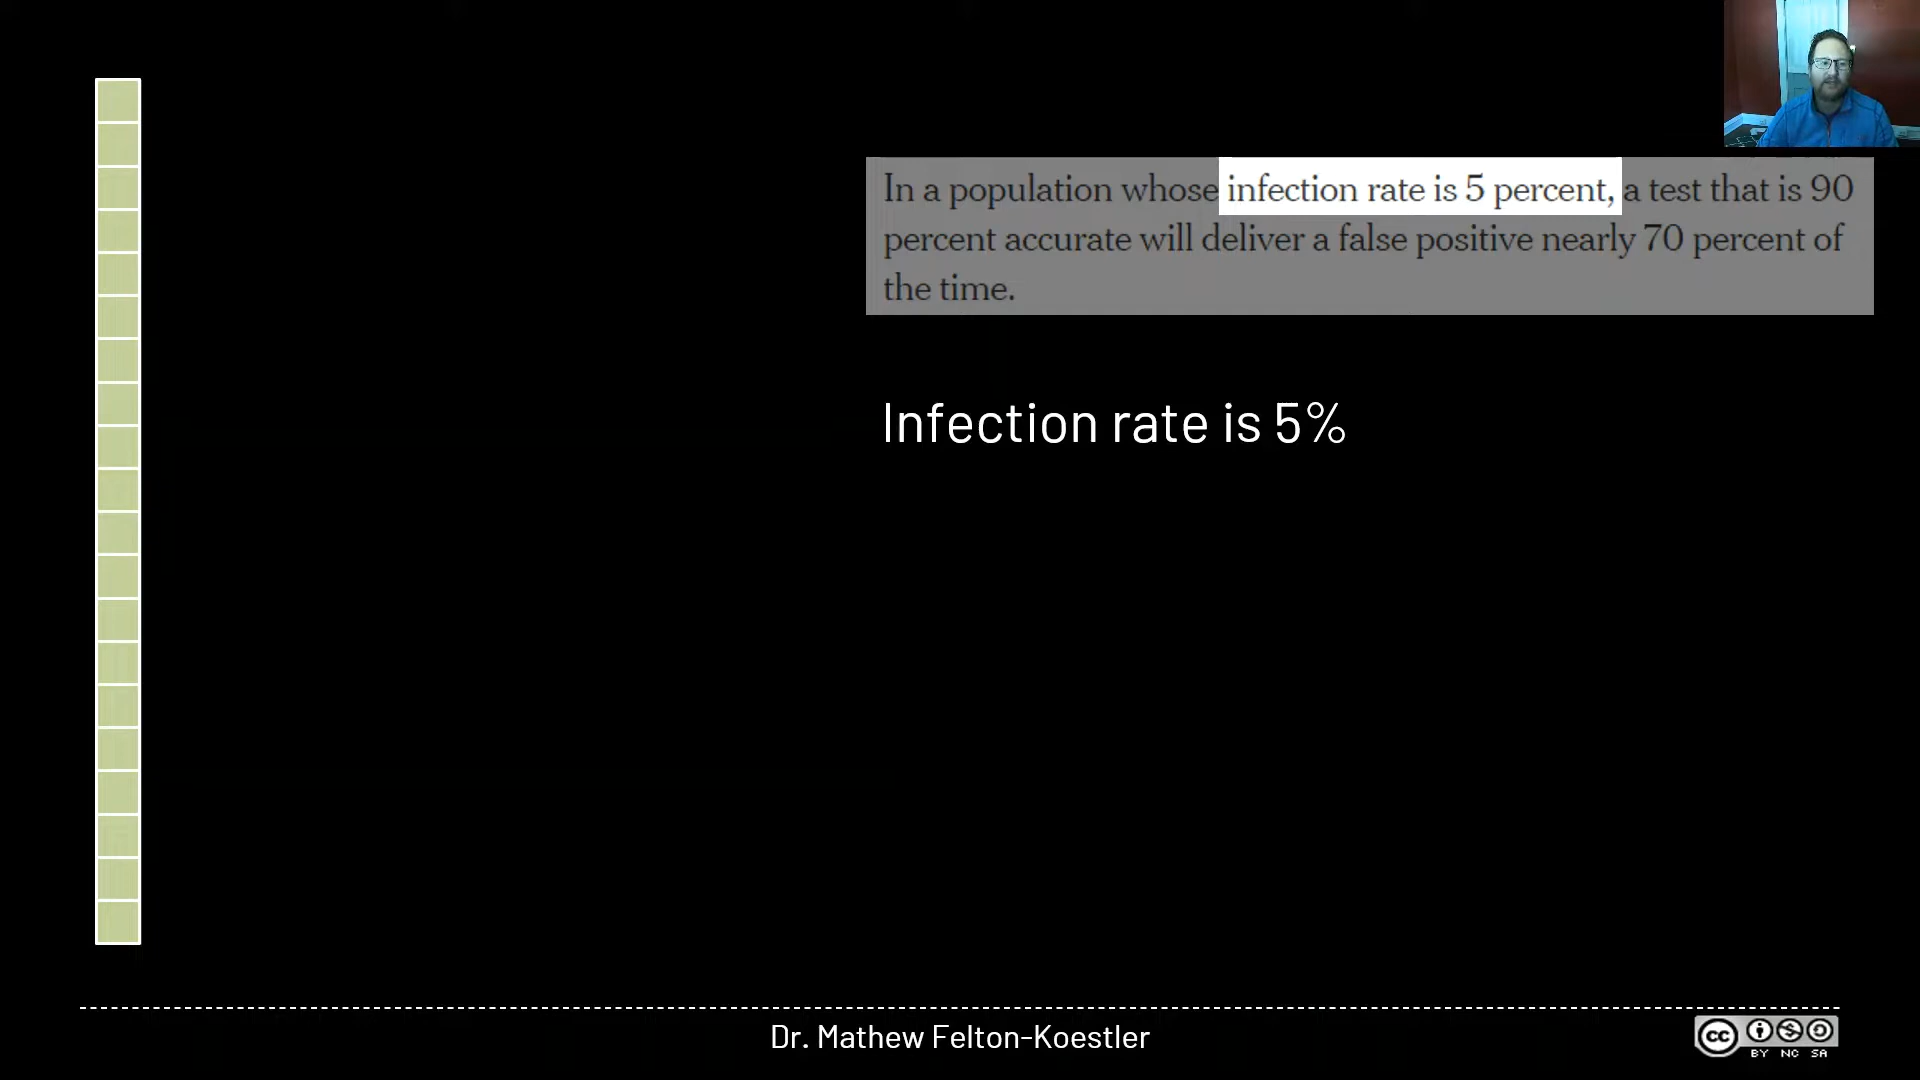 In a population whose infection rate is 5 percent, a test that is 90
percent accurate will deliver a false positive nearly 70 percent of
the time.
Infection rate is 5%
Dr. Mathew Felton-Koestler
cc
BY NC SA